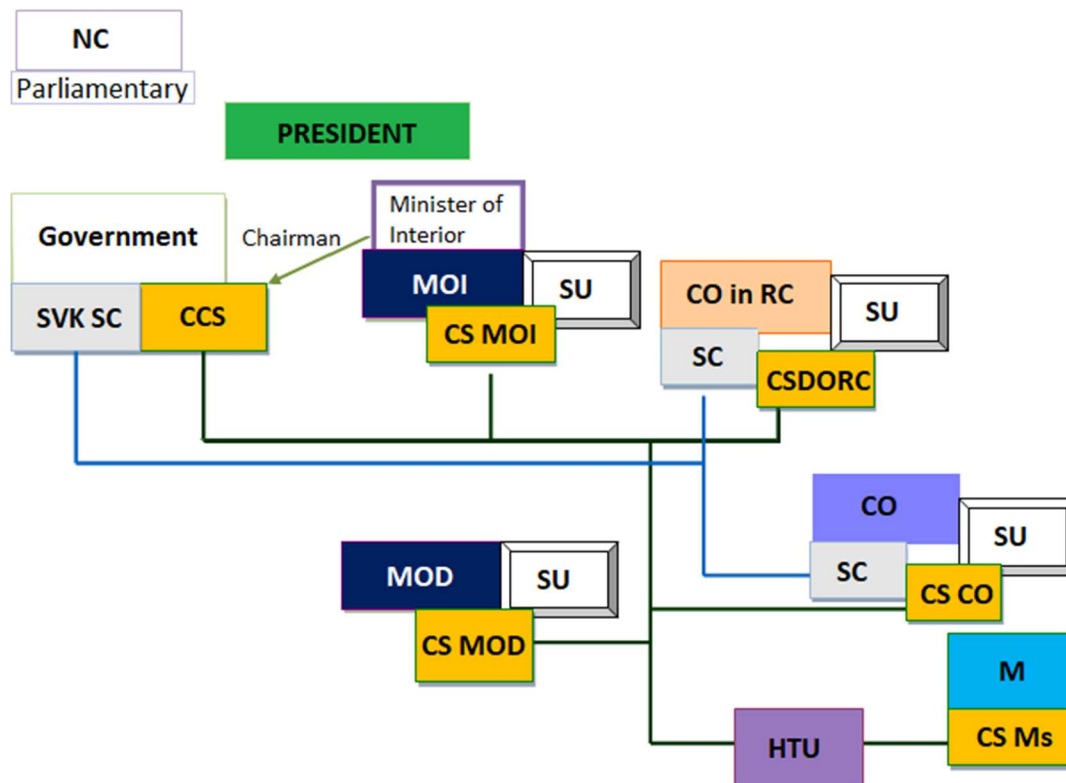 NC
Parliamentary
PRESIDENT
Government
Chairman
Minister of
Interior
MOI
SU
SVK SC
CCS
CS MOI
CO in RC
SU
SC
CSDORC
CO
SU
SC
CS CO
MOD
SU
CS MOD
M
HTU
CS Ms